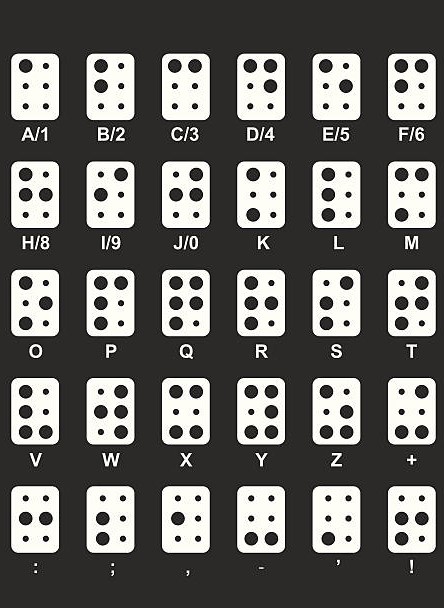 A/1 B/2 C/3 D/4 E/5 F/6
H/8 I/9 J/0 K L M
O P Q R S T
V W X Y Z +
: ; , - ’ !